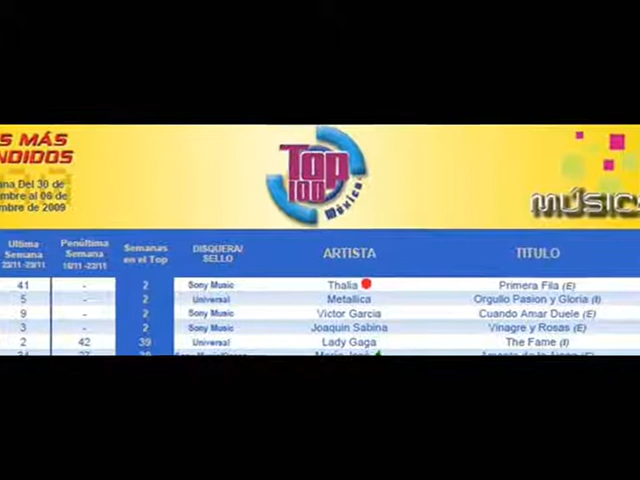 S MÁS
NDIDOS
ana Del 30 de
mbre al 06 de
mbre de 2009
Top
100
México
MÚSICA
Ultima
Semana
23/11 -29/11
Penúltima
Semana
16/11 -22/11
Semanas
en el Top
DISQUERA/
SELLO
ARTISTA
TITULO
41 - 2 Sony Music Thalia Primera Fila (E)
5 - 2 Universal Metallica Orgullo Pasion y Gloria (I)
9 - 2 Sony Music Victor Garcia Cuando Amar Duele (E)
3 - 2 Sony Music Joaquin Sabina Vinagre y Rosas (E)
2 42 39 Universal Lady Gaga The Fame (I)